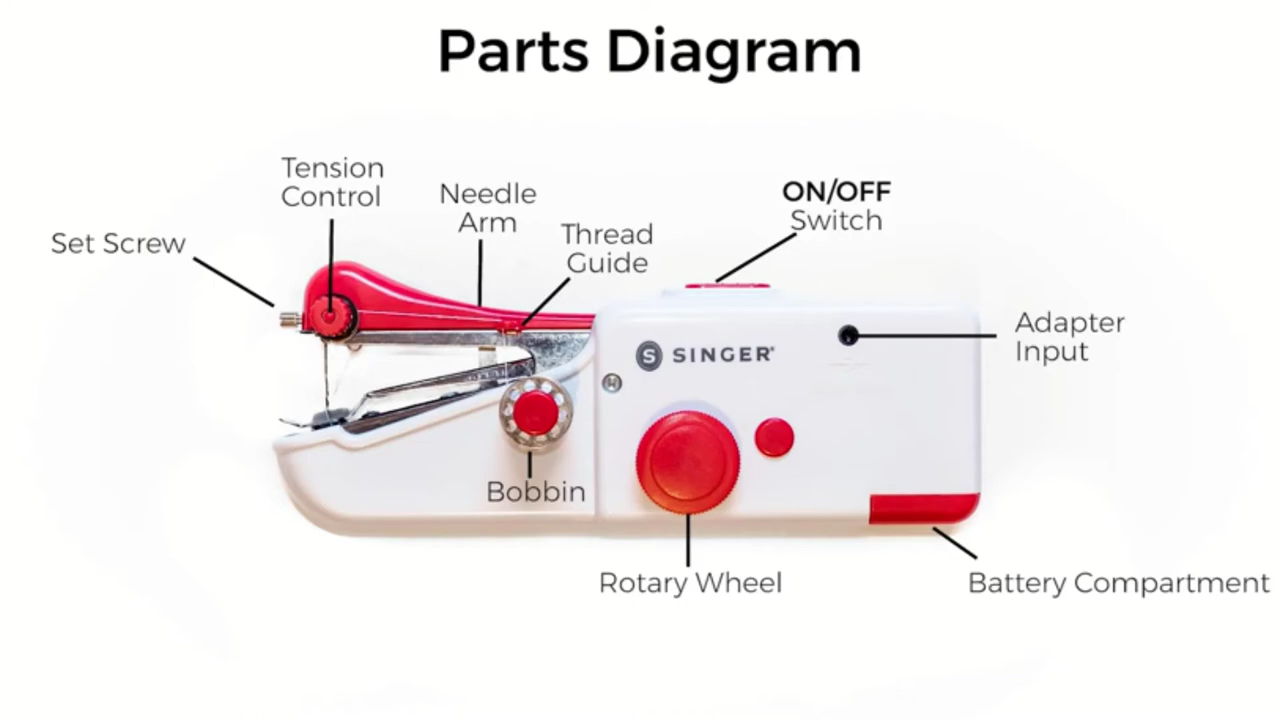 Parts Diagram
Tension
Control
Needle
Arm
ON/OFF
Switch
Set Screw
Thread
Guide
Adapter
Input
S SINGER®
Bobbin
Rotary Wheel
Battery Compartment